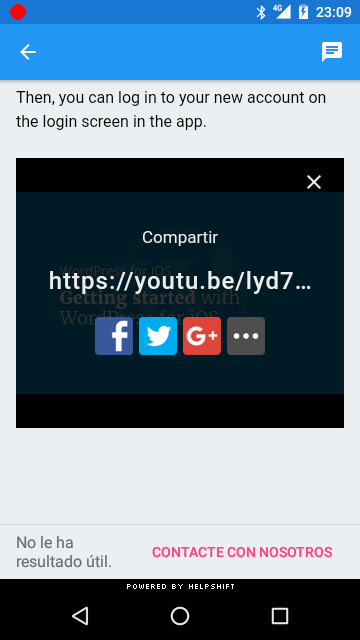 4G 23:09
Then, you can log in to your new account on
the login screen in the app.
Compartir
WordPress for iOS
https://youtu.be/lyd7…
Getting started with
WordPress for iOS
f G+
No le ha
resultado útil.
CONTACTE CON NOSOTROS
POWERED BY HELPSHIFT